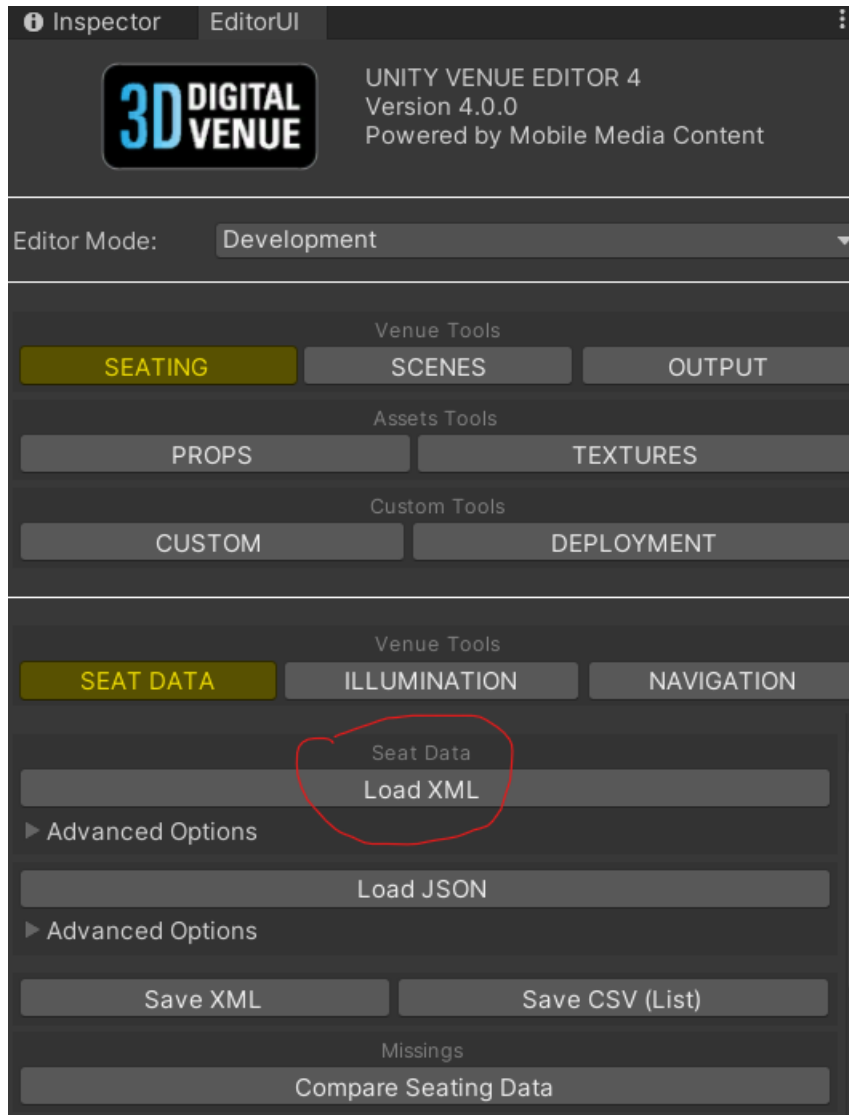 Inspector EditorUI
3D DIGITAL VENUE
UNITY VENUE EDITOR 4
Version 4.0.0
Powered by Mobile Media Content
Editor Mode: Development
Venue Tools
SEATING SCENES OUTPUT
Assets Tools
PROPS TEXTURES
Custom Tools
CUSTOM DEPLOYMENT
Venue Tools
SEAT DATA ILLUMINATION NAVIGATION
Seat Data
Load XML
Advanced Options
Load JSON
Advanced Options
Save XML Save CSV (List)
Missings
Compare Seating Data